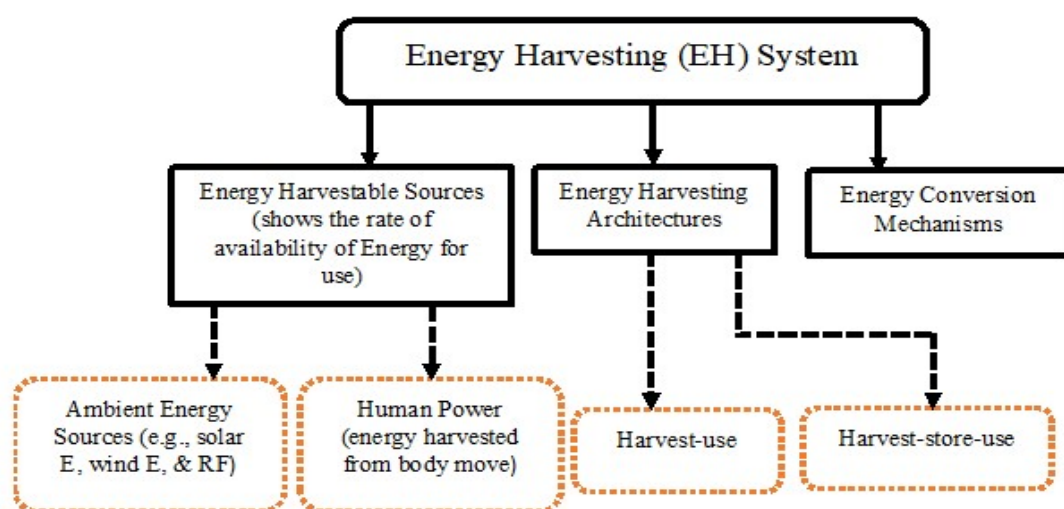 Energy Harvesting (EH) System
Energy Harvestable Sources
(shows the rate of
availability of Energy for
use)
Energy Harvesting
Architectures
Energy Conversion
Mechanisms
Ambient Energy
Sources (e.g., solar
E, wind E, & RF)
Human Power
(energy harvested
from body move)
Harvest-use
Harvest-store-use